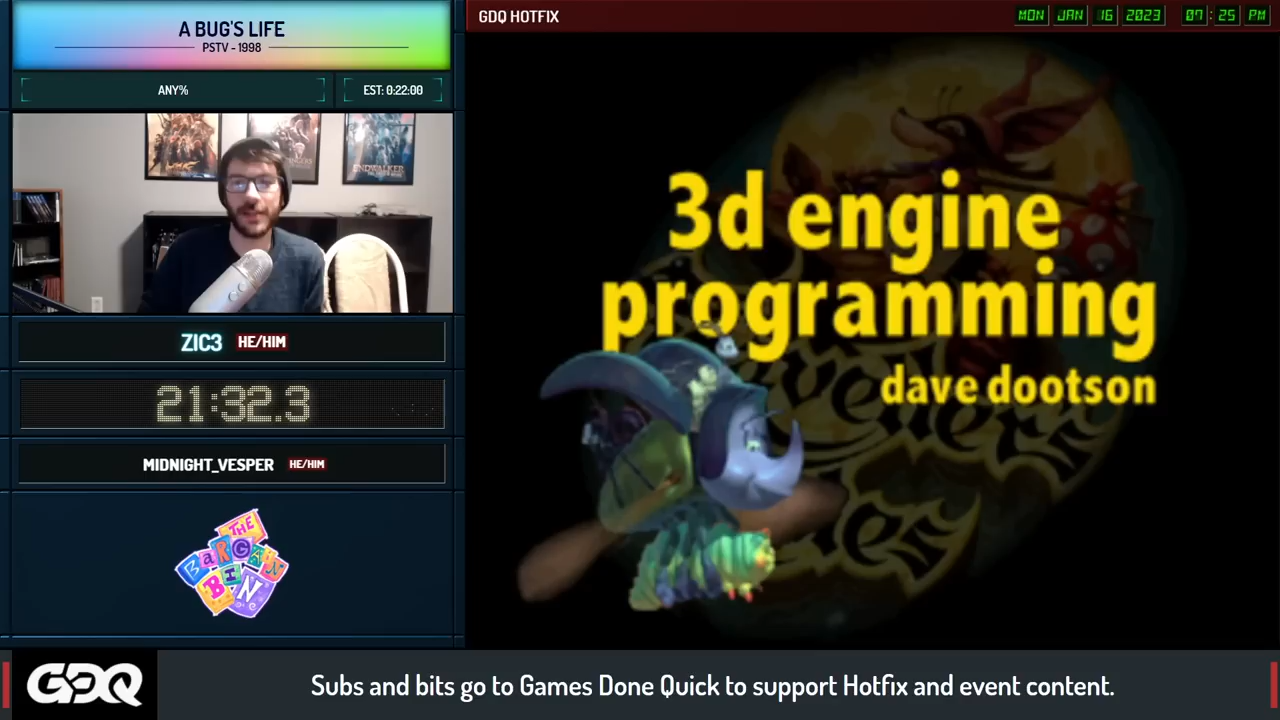 A BUG'S LIFE
PSTV - 1998
ANY%
EST: 0:22:00
GDQ HOTFIX
MON JAN 16 2023 07:25 PM
ENDWALKER
3d engine
programming
dave dootson
ZIC3 HE/HIM
21:32.3
MIDNIGHT_VESPER HE/HIM
THE
BARGAIN
BIN
GDQ
Subs and bits go to Games Done Quick to support Hotfix and event content.